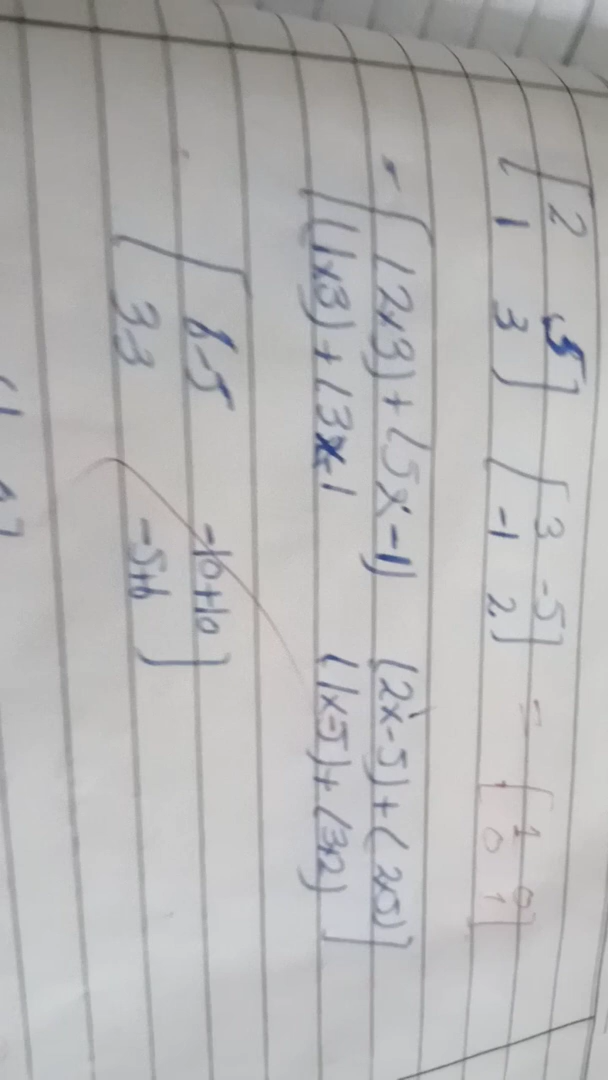 [2 5] [3 -5] = [1 0]
[1 3] [-1 2] [0 1]
= [(2x3)+(5x-1) (2x-5)+(2x5)]
[(1x3)+(3x-1 (1x-5)+(3x2)]
[6-5 -10+10]
[3-3 -5+6]